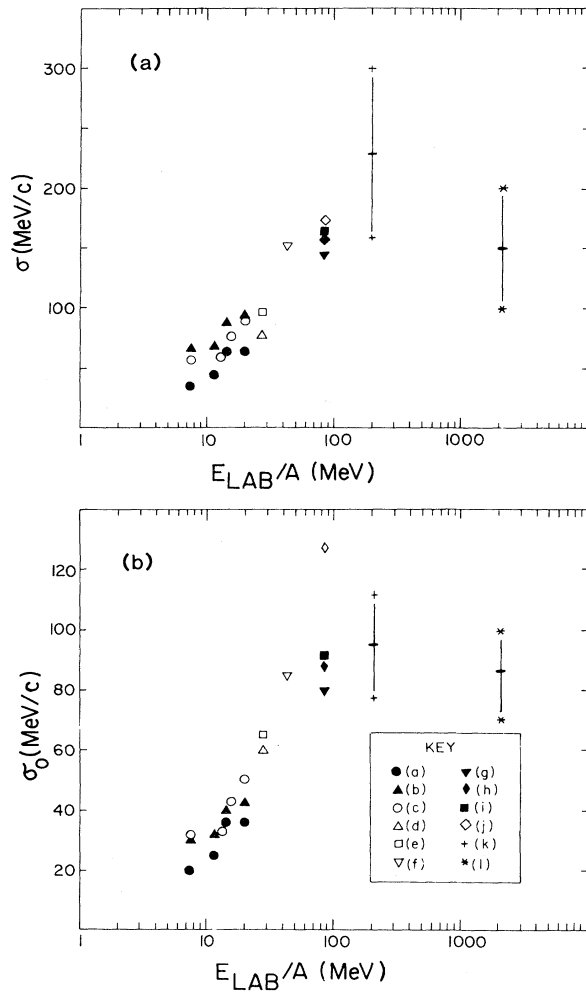 (a)
300
200
100
σ (MeV/c)
1 10 100 1000
E_LAB/A (MeV)
(b)
120
100
80
60
40
20
σ₀ (MeV/c)
KEY
(a) (g)
(b) (h)
(c) (i)
(d) (j)
(e) (k)
(f) (l)
1 10 100 1000
E_LAB/A (MeV)